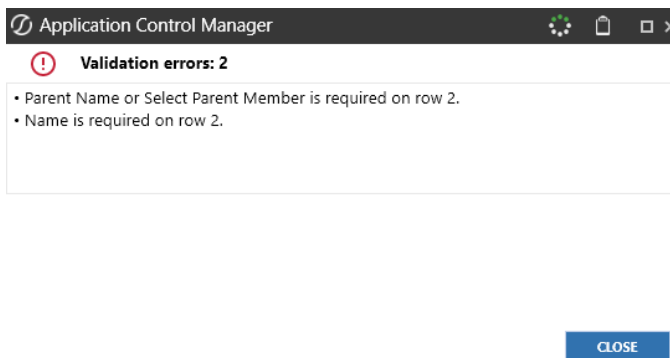 Application Control Manager
Validation errors: 2
• Parent Name or Select Parent Member is required on row 2.
• Name is required on row 2.
CLOSE